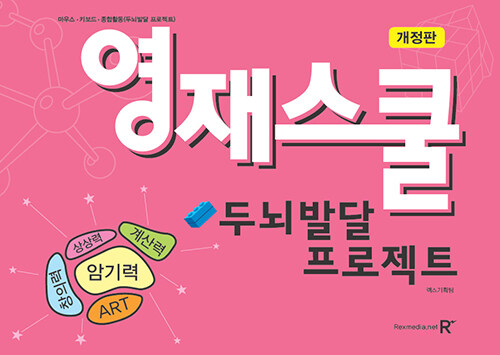 마우스 · 키보드 · 종합활동(두뇌발달 프로젝트)
개정판
영재스쿨
두뇌발달
프로젝트
상상력
계산력
창의력
암기력
ART
렉스기획팀
Rexmedia.net R